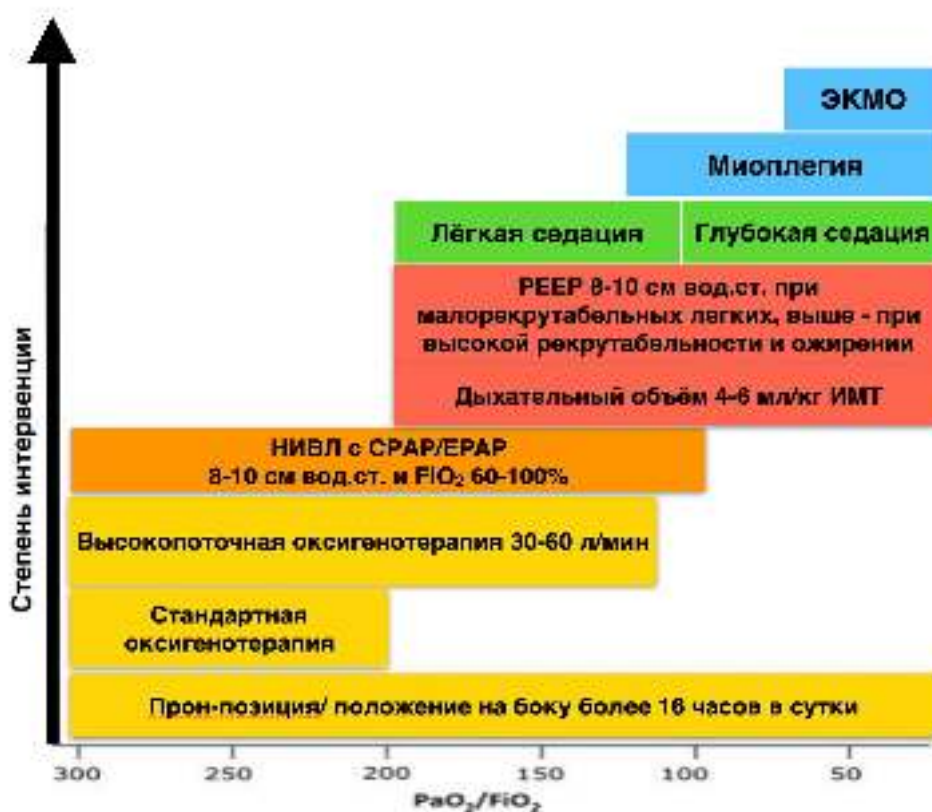 ЭКМО
Миоплегия
Лёгкая седация
Глубокая седация
PEEP 8-10 см вод.ст. при
малорекрутабельных легких, выше - при
высокой рекрутабельности и ожирении
Дыхательный объём 4-6 мл/кг ИМТ
НИВЛ с CPAP/EPAP
8-10 см вод.ст. и FiO₂ 60-100%
Высокопоточная оксигенотерапия 30-60 л/мин
Стандартная
оксигенотерапия
Прон-позиция/ положение на боку более 16 часов в сутки
Степень интервенции
300 250 200 150 100 50
PaO₂/FiO₂